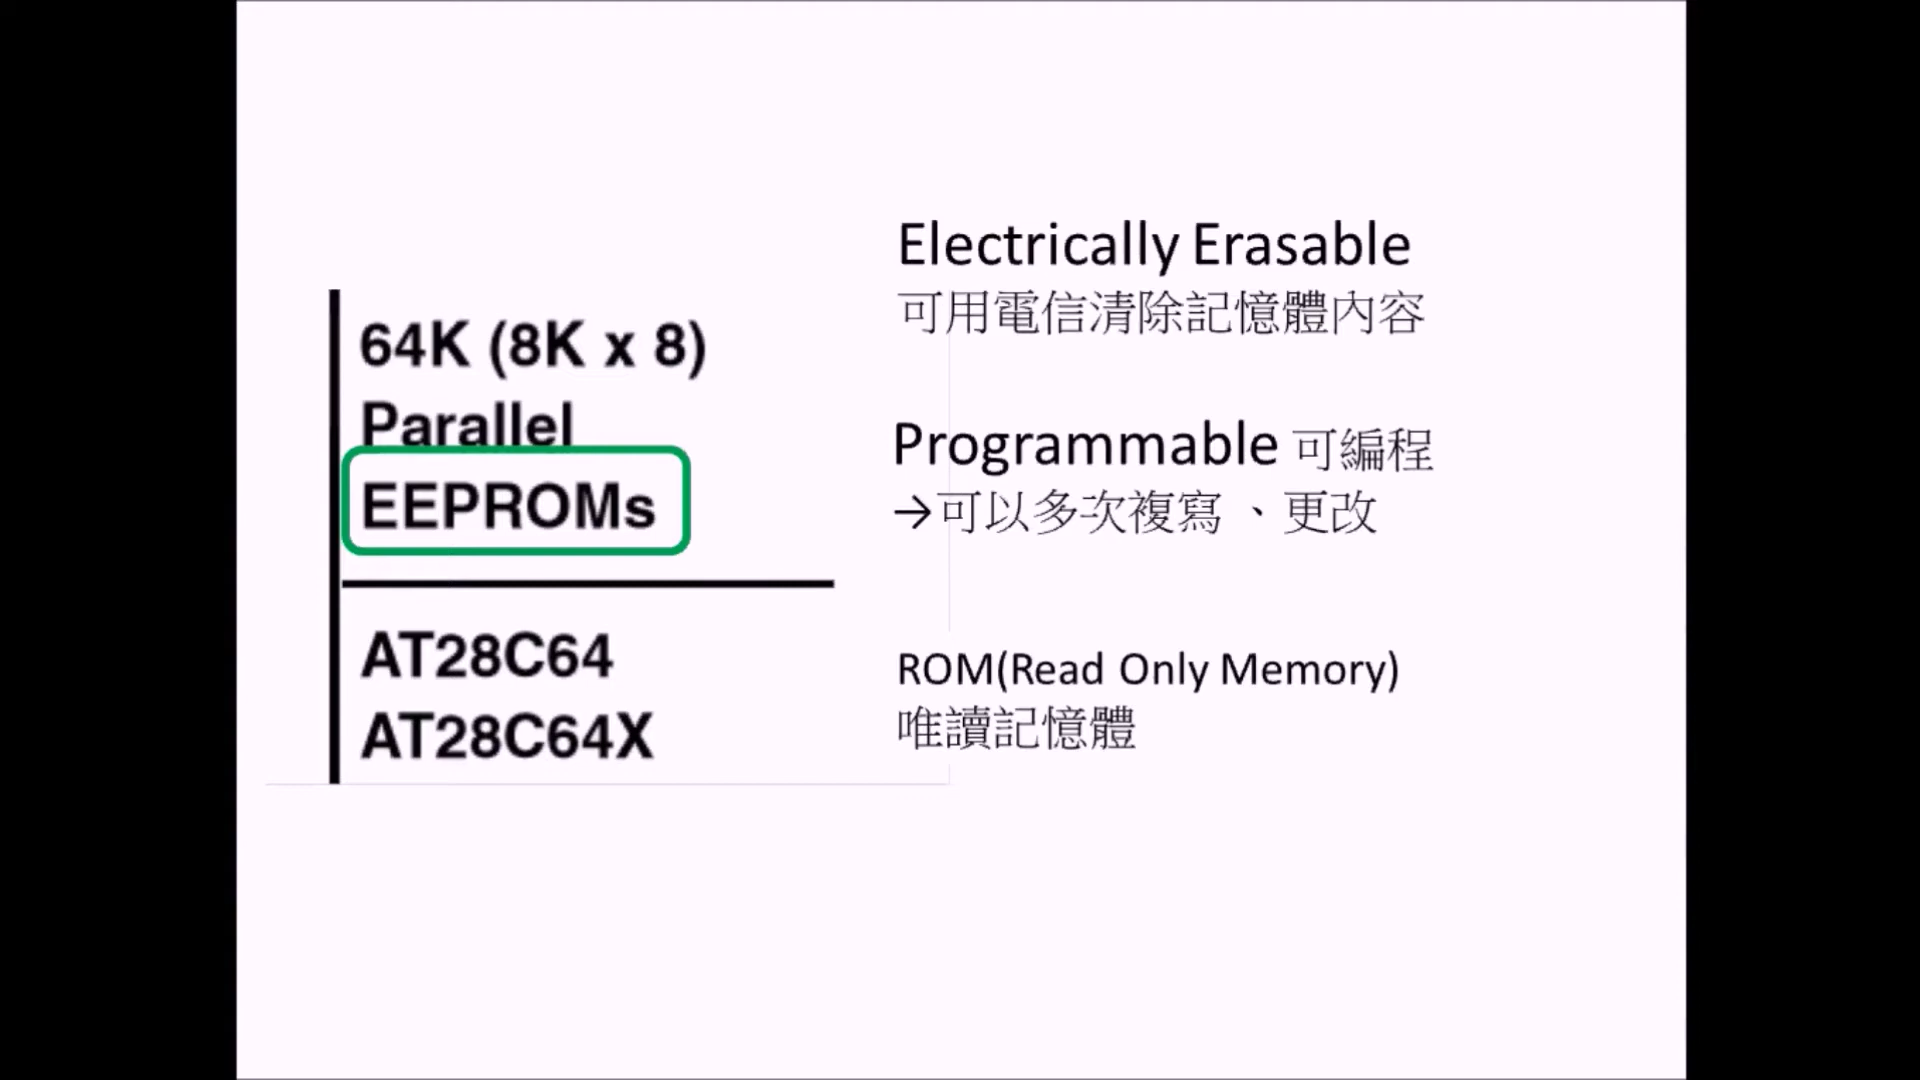 64K (8K x 8)
Parallel
EEPROMs
AT28C64
AT28C64X
Electrically Erasable
可用電信清除記憶體內容
Programmable 可編程
→可以多次複寫、更改
ROM(Read Only Memory)
唯讀記憶體